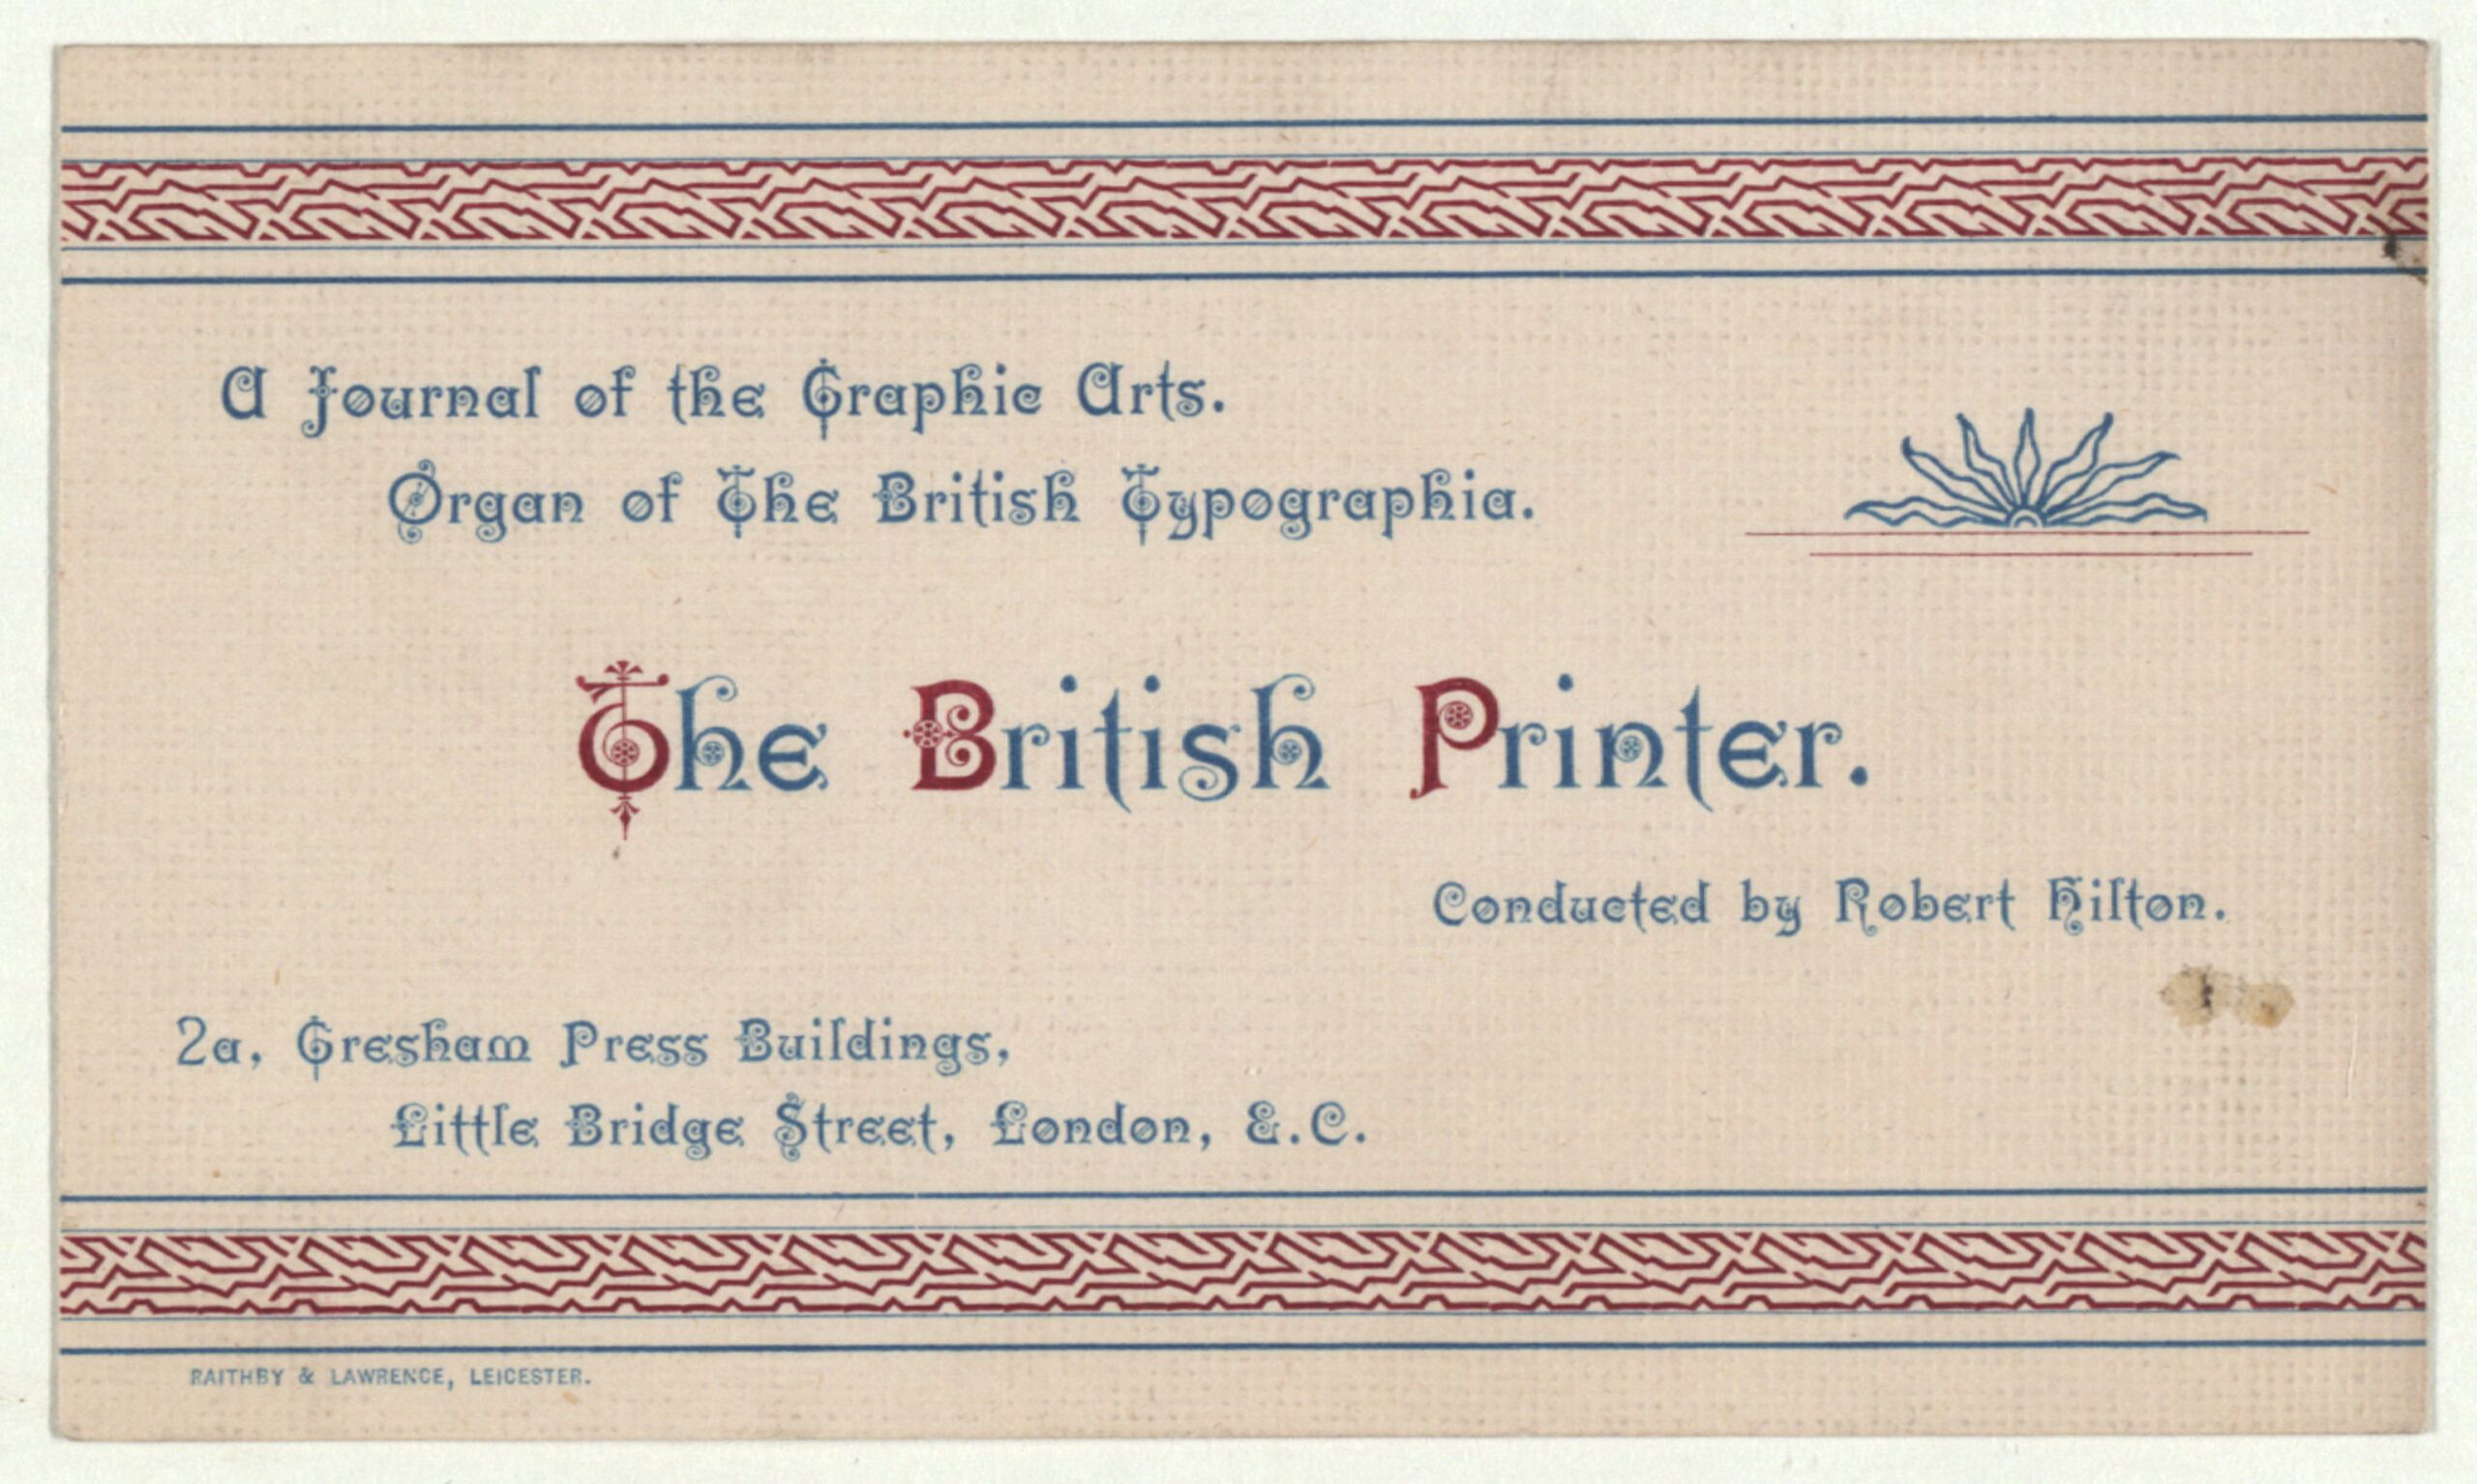 A Journal of the Graphic Arts.
Organ of The British Typographia.
The British Printer.
Conducted by Robert Hilton.
2a, Gresham Press Buildings,
Little Bridge Street, London, E.C.
RAITHBY & LAWRENCE, LEICESTER.